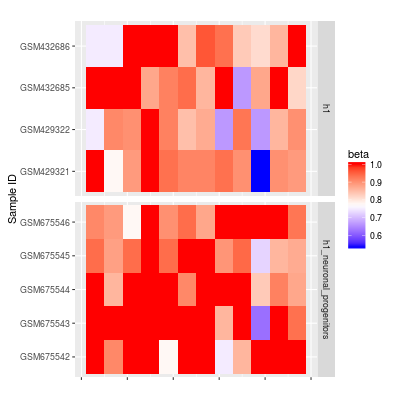 GSM432686
GSM432685
GSM429322
GSM429321
h1
GSM675546
GSM675545
GSM675544
GSM675543
GSM675542
h1_neuronal_progenitors
Sample ID
beta
1.0
0.9
0.8
0.7
0.6